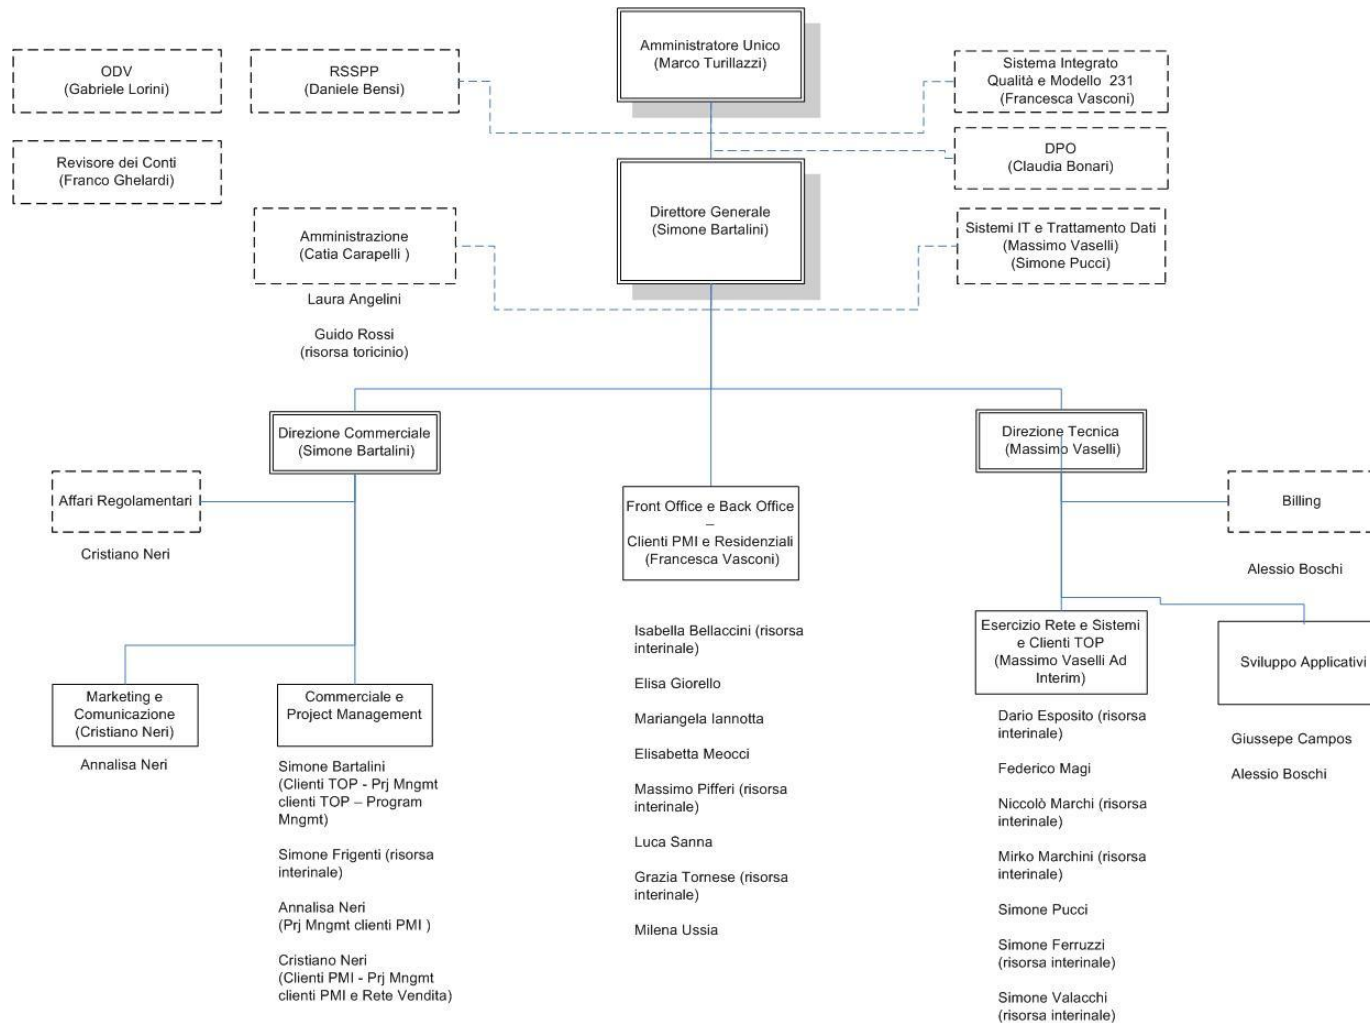 Amministratore Unico
(Marco Turillazzi)
ODV
(Gabriele Lorini)
RSSPP
(Daniele Bensi)
Sistema Integrato
Qualità e Modello 231
(Francesca Vasconi)
Revisore dei Conti
(Franco Ghelardi)
DPO
(Claudia Bonari)
Direttore Generale
(Simone Bartalini)
Amministrazione
(Catia Carapelli )
Laura Angelini
Guido Rossi
(risorsa toricinio)
Sistemi IT e Trattamento Dati
(Massimo Vaselli)
(Simone Pucci)
Direzione Commerciale
(Simone Bartalini)
Direzione Tecnica
(Massimo Vaselli)
Affari Regolamentari
Cristiano Neri
Front Office e Back Office
–
Clienti PMI e Residenziali
(Francesca Vasconi)
Billing
Alessio Boschi
Marketing e
Comunicazione
(Cristiano Neri)
Annalisa Neri
Commerciale e
Project Management
Simone Bartalini
(Clienti TOP - Prj Mngmt
clienti TOP – Program
Mngmt)
Simone Frigenti (risorsa
interinale)
Annalisa Neri
(Prj Mngmt clienti PMI )
Cristiano Neri
(Clienti PMI - Prj Mngmt
clienti PMI e Rete Vendita)
Isabella Bellaccini (risorsa
interinale)
Elisa Giorello
Mariangela Iannotta
Elisabetta Meocci
Massimo Pifferi (risorsa
interinale)
Luca Sanna
Grazia Tornese (risorsa
interinale)
Milena Ussia
Esercizio Rete e Sistemi
e Clienti TOP
(Massimo Vaselli Ad
Interim)
Dario Esposito (risorsa
interinale)
Federico Magi
Niccolò Marchi (risorsa
interinale)
Mirko Marchini (risorsa
interinale)
Simone Pucci
Simone Ferruzzi
(risorsa interinale)
Simone Valacchi
(risorsa interinale)
Sviluppo Applicativi
Giussepe Campos
Alessio Boschi